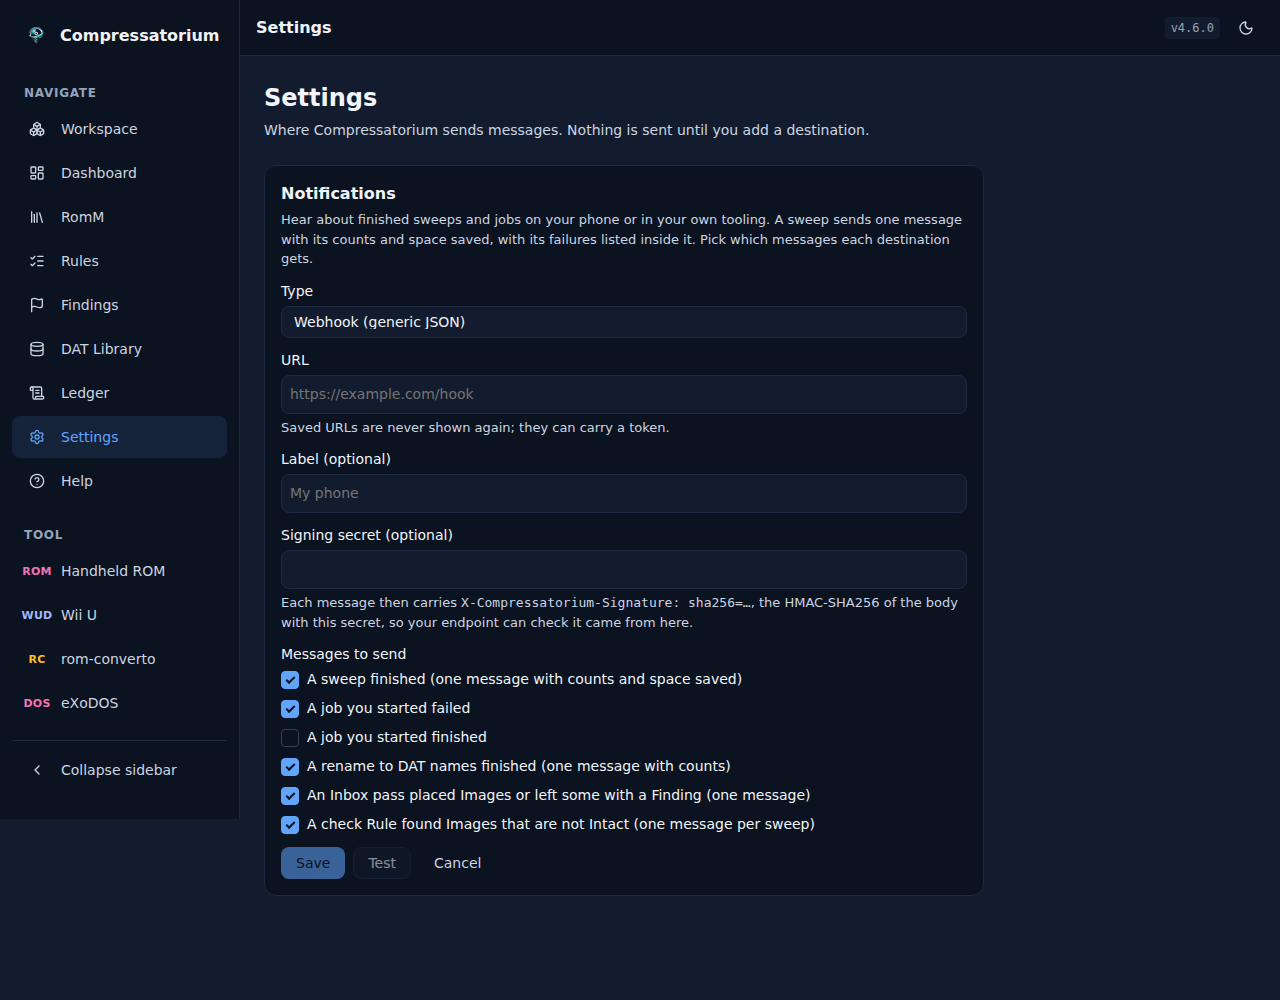 Compressatorium
Settings
v4.6.0
NAVIGATE
Workspace
Dashboard
RomM
Rules
Findings
DAT Library
Ledger
Settings
Help
TOOL
ROM Handheld ROM
WUD Wii U
RC rom-converto
DOS eXoDOS
Collapse sidebar
Settings
Where Compressatorium sends messages. Nothing is sent until you add a destination.
Notifications
Hear about finished sweeps and jobs on your phone or in your own tooling. A sweep sends one message
with its counts and space saved, with its failures listed inside it. Pick which messages each destination
gets.
Type
Webhook (generic JSON)
URL
https://example.com/hook
Saved URLs are never shown again; they can carry a token.
Label (optional)
My phone
Signing secret (optional)
Each message then carries X-Compressatorium-Signature: sha256=…, the HMAC-SHA256 of the body
with this secret, so your endpoint can check it came from here.
Messages to send
A sweep finished (one message with counts and space saved)
A job you started failed
A job you started finished
A rename to DAT names finished (one message with counts)
An Inbox pass placed Images or left some with a Finding (one message)
A check Rule found Images that are not Intact (one message per sweep)
Save Test Cancel